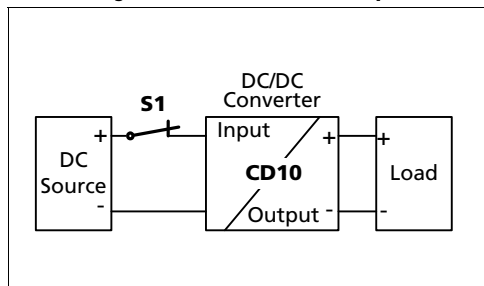 DC/DC
Converter
S1
+
Input
+
+
DC
Source
CD10
Load
-
Output
-
-